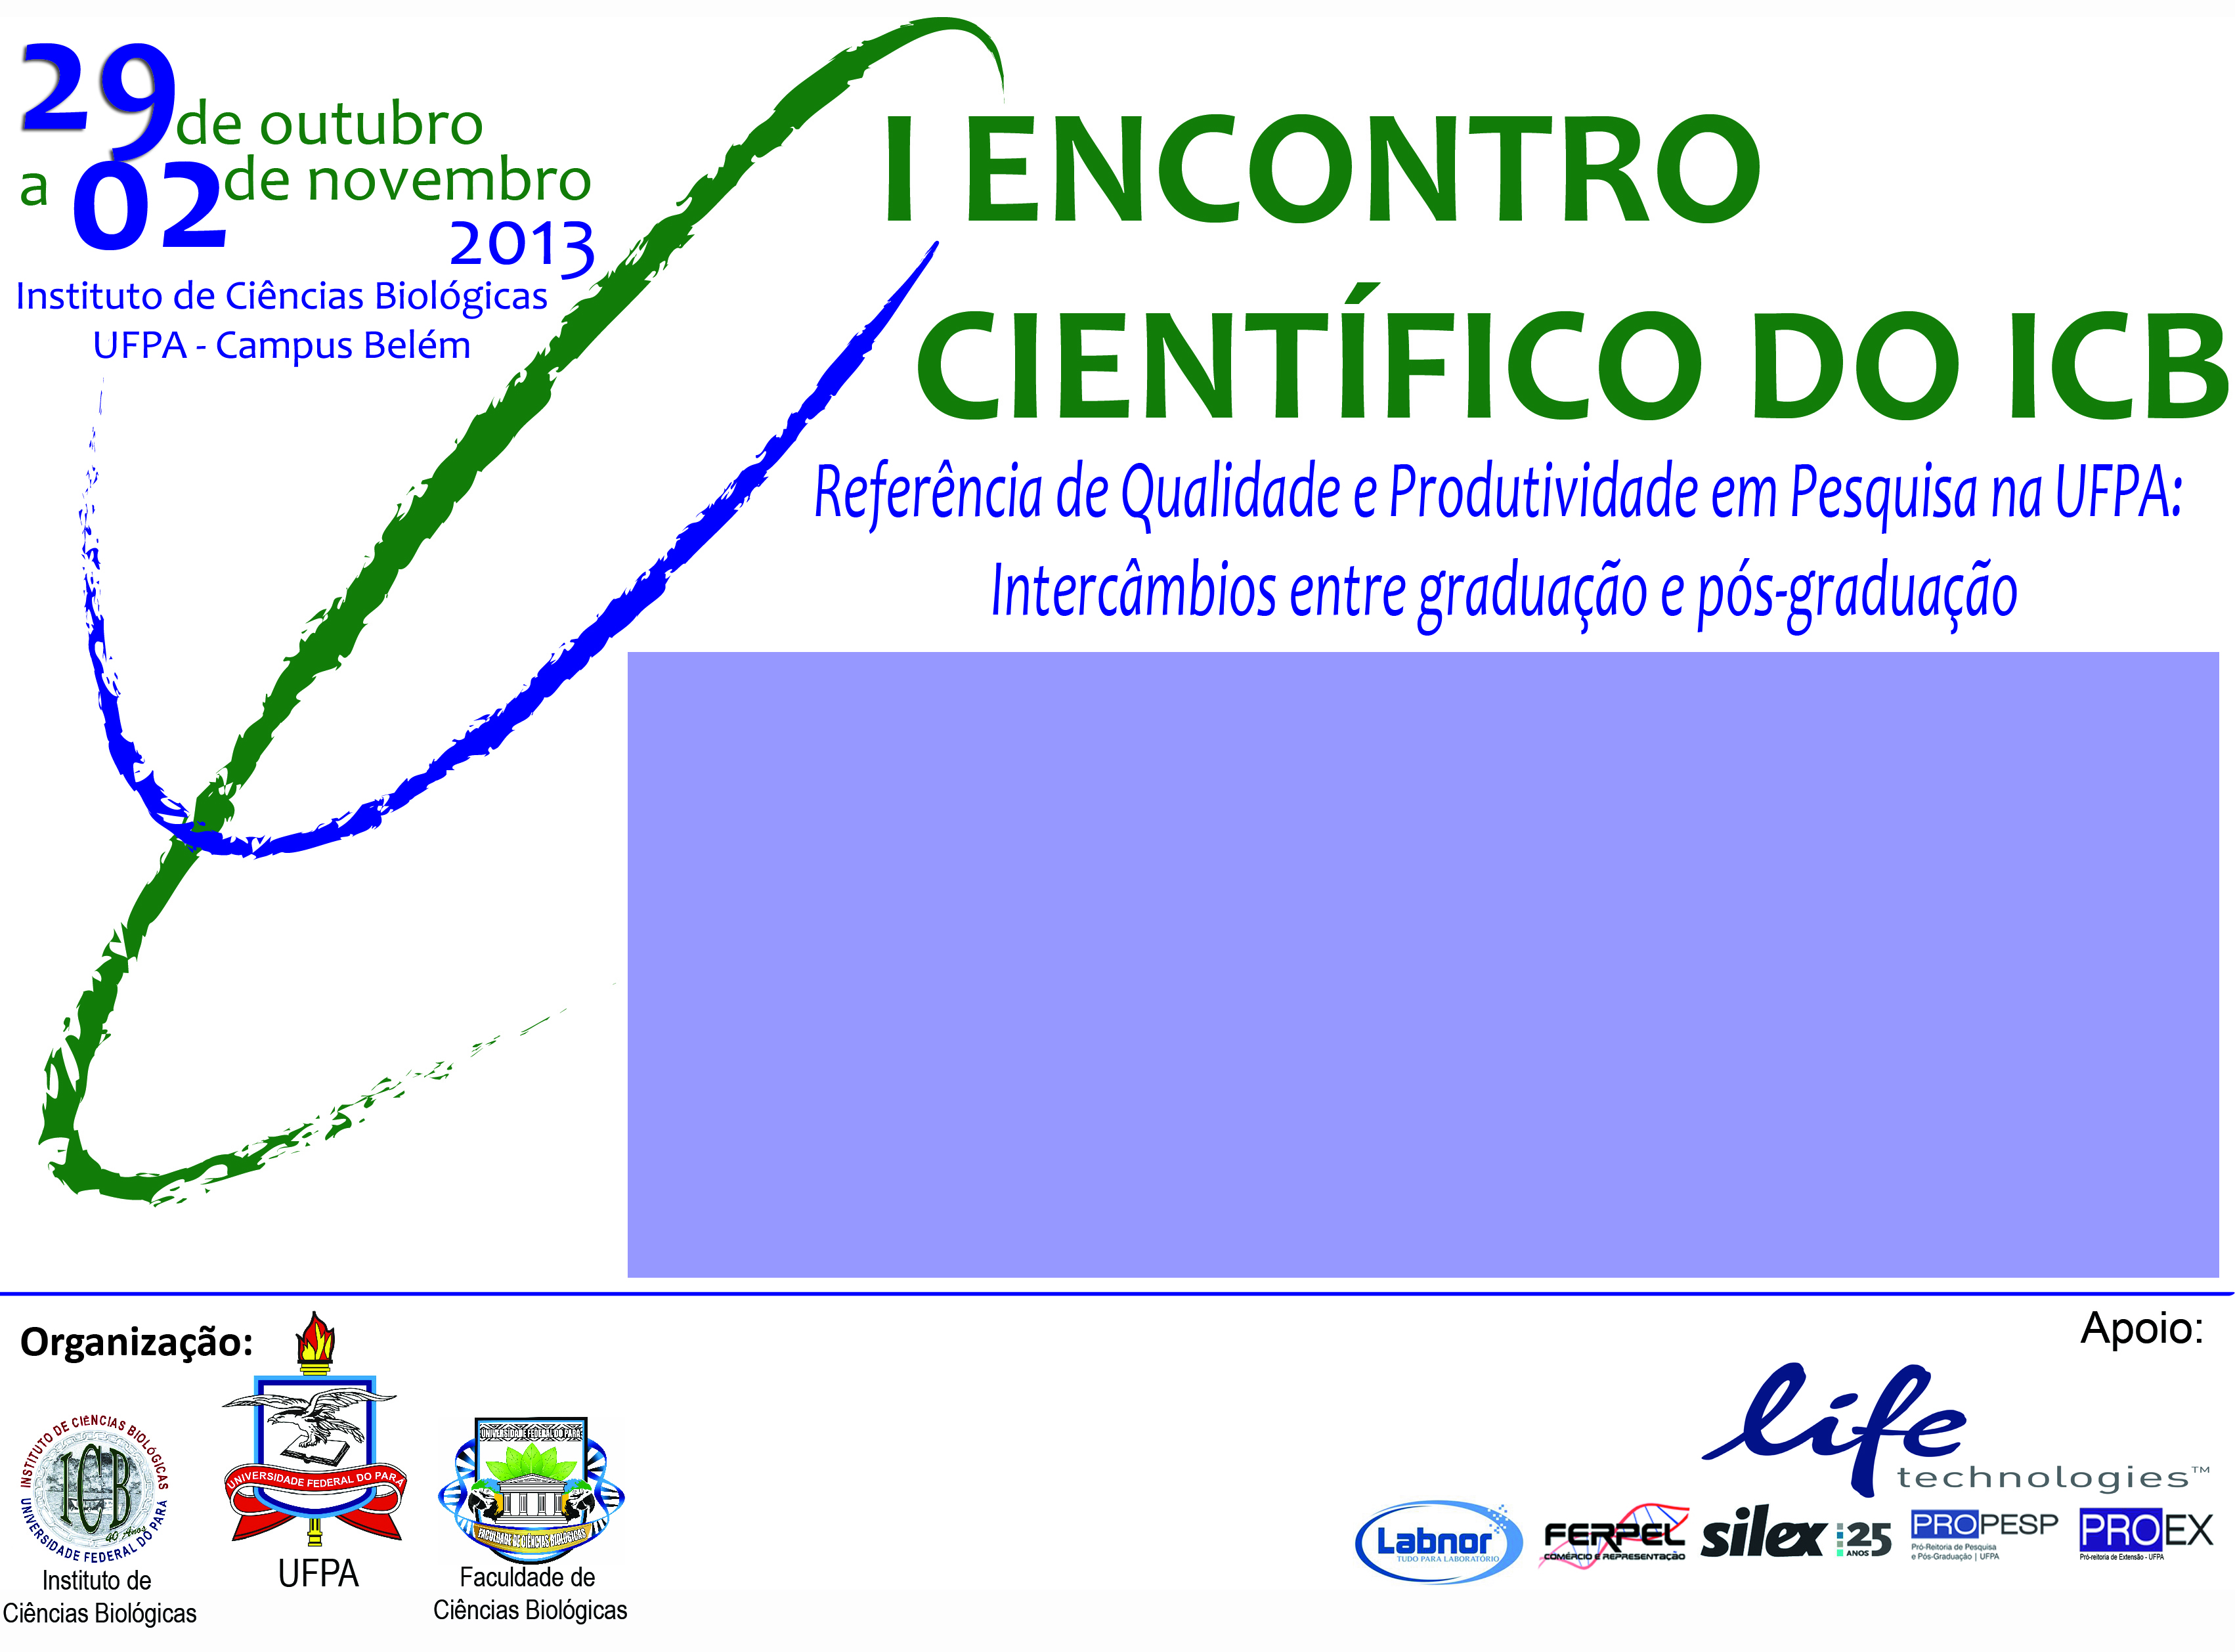 29 de outubro
a 02 de novembro
2013
Instituto de Ciências Biológicas
UFPA - Campus Belém
I ENCONTRO
CIENTÍFICO DO ICB
Referência de Qualidade e Produtividade em Pesquisa na UFPA:
Intercâmbios entre graduação e pós-graduação
Organização:
INSTITUTO DE CIÊNCIAS BIOLÓGICAS
ICB
40 Anos
UNIVERSIDADE FEDERAL DO PARÁ
Instituto de
Ciências Biológicas
UNIVERSIDADE FEDERAL DO PARÁ
UFPA
UNIVERSIDADE FEDERAL DO PARÁ
FACULDADE DE CIÊNCIAS BIOLÓGICAS
Faculdade de
Ciências Biológicas
Apoio:
life
technologies™
Labnor
TUDO PARA LABORATÓRIO
FERPEL
COMÉRCIO E REPRESENTAÇÃO
silex 25
ANOS
PROPESP
Pró-Reitoria de Pesquisa
e Pós-Graduação | UFPA
PROEX
Pró-reitoria de Extensão - UFPA